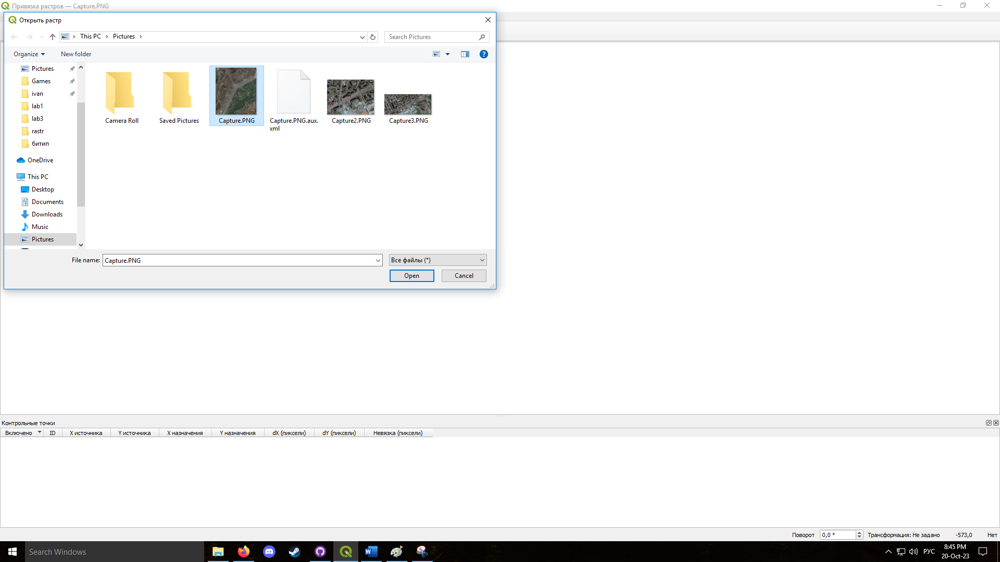 Привязка растров — Capture.PNG
Открыть растр
This PC
Pictures
Search Pictures
Organize
New folder
Pictures
Games
ivan
lab1
lab3
rastr
битип
OneDrive
This PC
Desktop
Documents
Downloads
Music
Pictures
Camera Roll
Saved Pictures
Capture.PNG
Capture.PNG.aux.
xml
Capture2.PNG
Capture3.PNG
File name:
Capture.PNG
Все файлы (*)
Open
Cancel
Контрольные точки
Включено
ID
X источника
Y источника
X назначения
Y назначения
dX (пиксели)
dY (пиксели)
Невязка (пиксели)
Поворот
0,0 °
Трансформация: Не задано
-573,0
Нет
Search Windows
РУС
8:45 PM
20-Oct-23